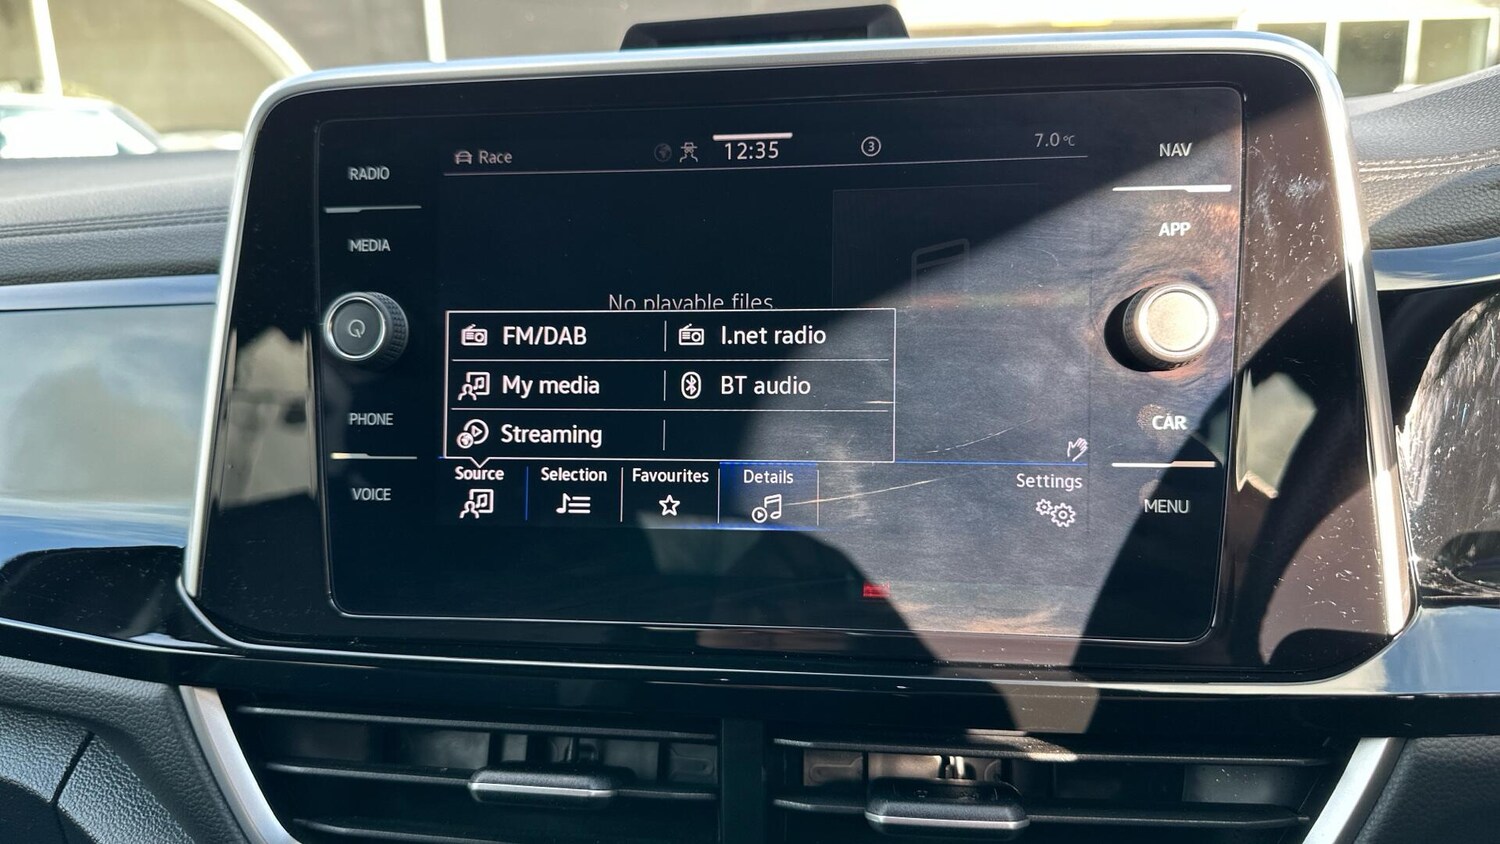 RADIO
MEDIA
PHONE
VOICE
Race
12:35
3
7.0 °C
No playable files.
FM/DAB
I.net radio
My media
BT audio
Streaming
Source
Selection
Favourites
Details
Settings
NAV
APP
CAR
MENU